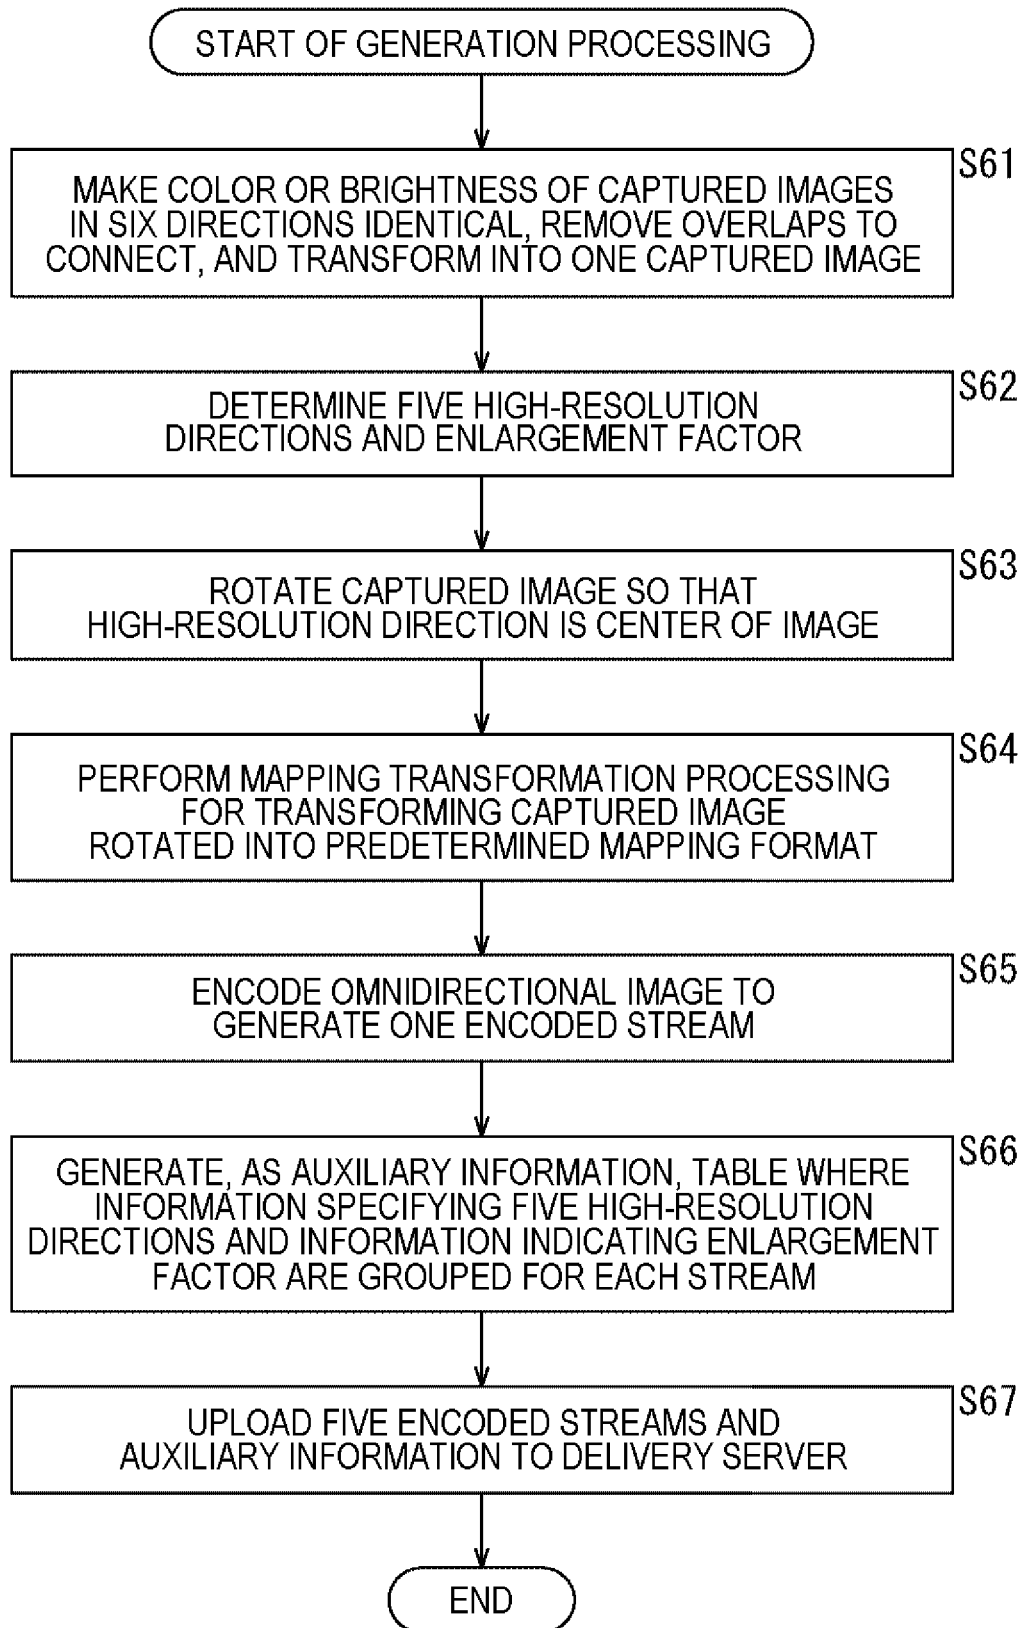 START OF GENERATION PROCESSING
S61
MAKE COLOR OR BRIGHTNESS OF CAPTURED IMAGES
IN SIX DIRECTIONS IDENTICAL, REMOVE OVERLAPS TO
CONNECT, AND TRANSFORM INTO ONE CAPTURED IMAGE
S62
DETERMINE FIVE HIGH-RESOLUTION
DIRECTIONS AND ENLARGEMENT FACTOR
S63
ROTATE CAPTURED IMAGE SO THAT
HIGH-RESOLUTION DIRECTION IS CENTER OF IMAGE
S64
PERFORM MAPPING TRANSFORMATION PROCESSING
FOR TRANSFORMING CAPTURED IMAGE
ROTATED INTO PREDETERMINED MAPPING FORMAT
S65
ENCODE OMNIDIRECTIONAL IMAGE TO
GENERATE ONE ENCODED STREAM
S66
GENERATE, AS AUXILIARY INFORMATION, TABLE WHERE
INFORMATION SPECIFYING FIVE HIGH-RESOLUTION
DIRECTIONS AND INFORMATION INDICATING ENLARGEMENT
FACTOR ARE GROUPED FOR EACH STREAM
S67
UPLOAD FIVE ENCODED STREAMS AND
AUXILIARY INFORMATION TO DELIVERY SERVER
END